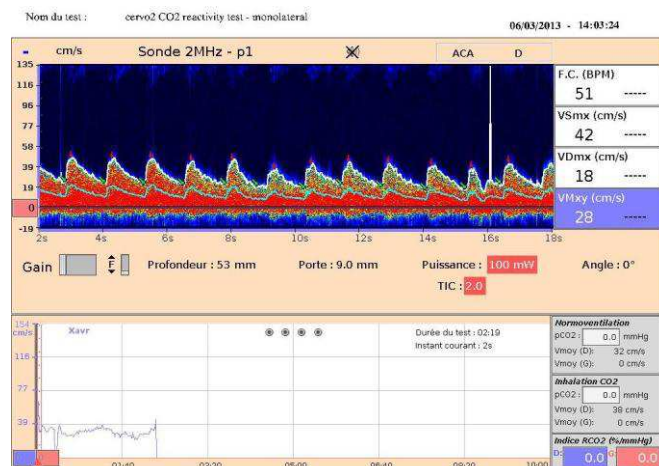 Nom du test : cervo2 CO2 reactivity test - monolateral
06/03/2013 - 14:03:24
- cm/s Sonde 2MHz - p1 ACA D
135
116
96
77
58
39
19
0
-19
2s 4s 6s 8s 10s 12s 14s 16s 18s
F.C. (BPM)
51 -----
VSmx (cm/s)
42 -----
VDmx (cm/s)
18 -----
VMxy (cm/s)
28 -----
Gain F Profondeur : 53 mm Porte : 9.0 mm Puissance : 100 mW Angle : 0°
TIC : 2.0
154
cm/s
116
77
39
Xavr
Durée du test : 02:19
Instant courant : 2s
01:40 03:20 05:00 06:40 08:20 10:00
Normoventilation
pCO2 : 0.0 mmHg
Vmoy (D): 32 cm/s
Vmoy (G): 0 cm/s
Inhalation CO2
pCO2 : 0.0 mmHg
Vmoy (D): 38 cm/s
Vmoy (G): 0 cm/s
Indice RCO2 (%/mmHg)
D: 0.0 G: 0.0